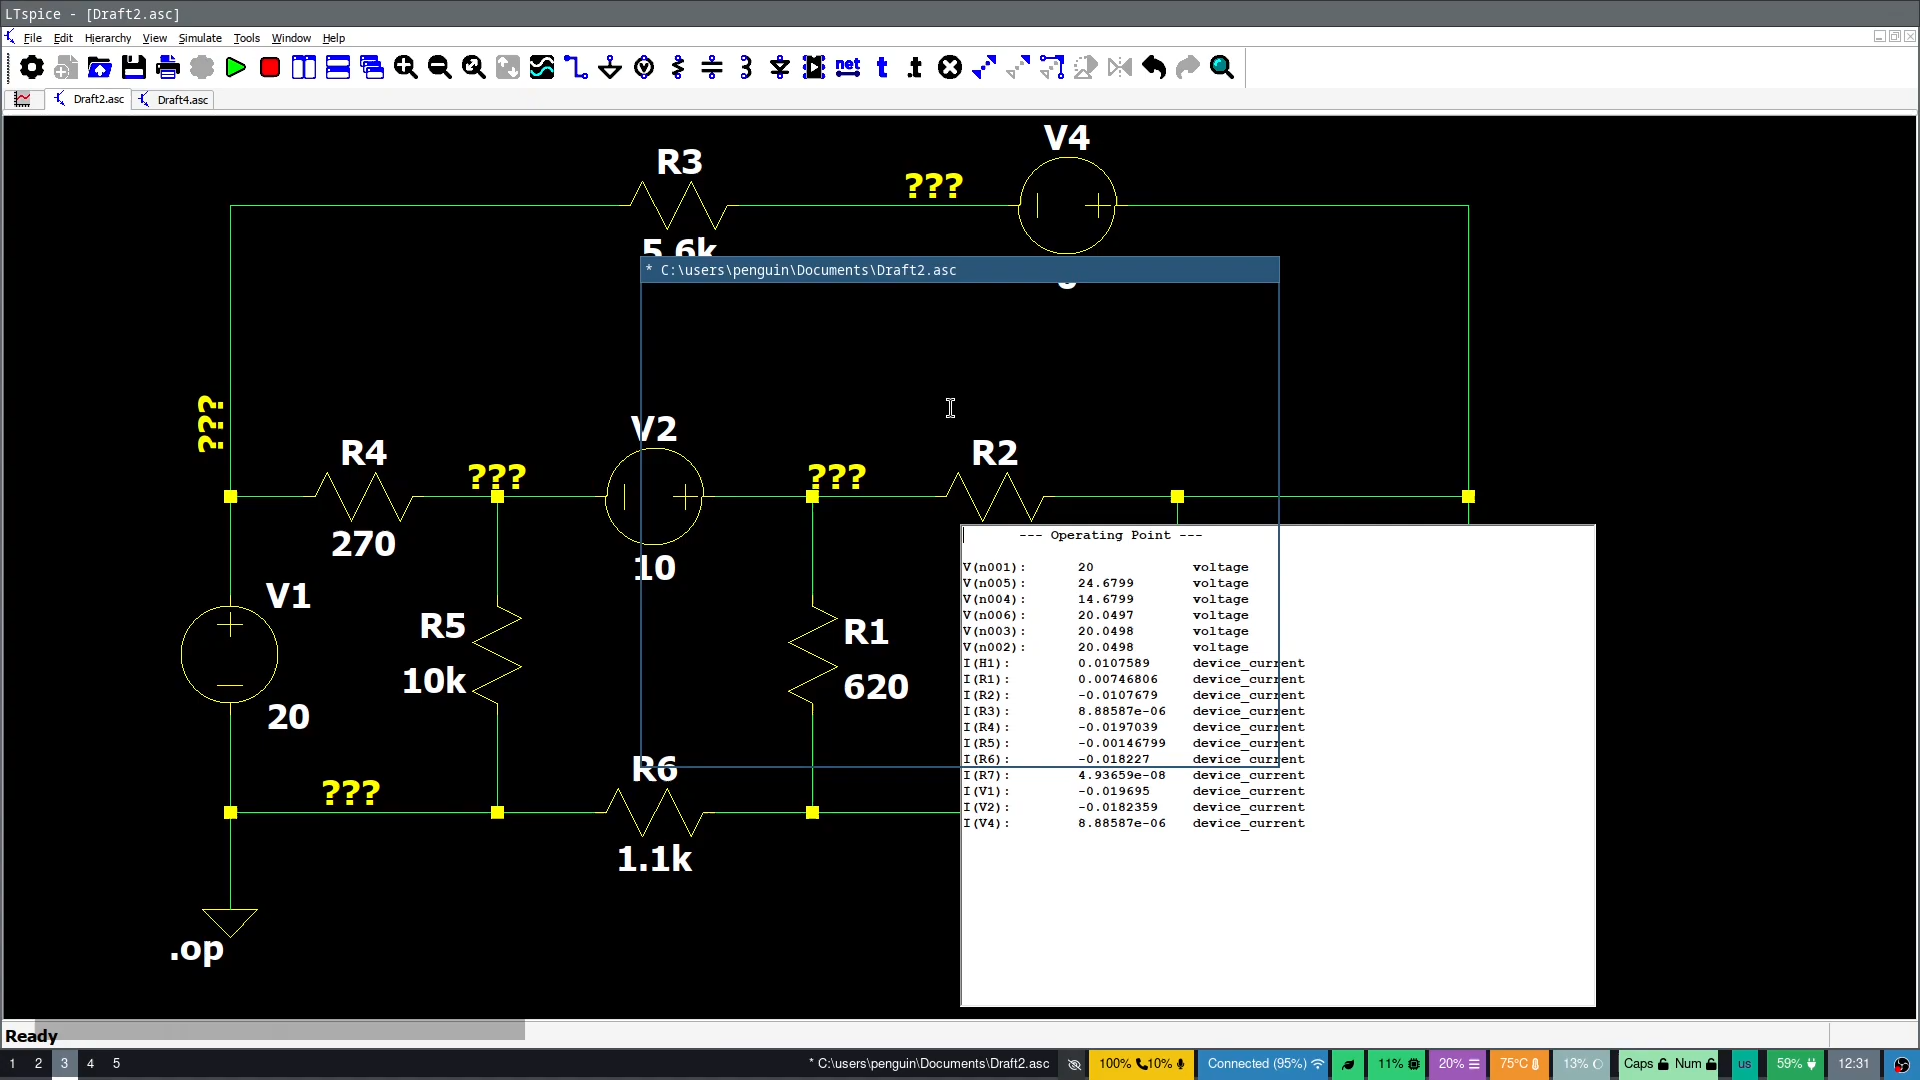 LTspice - [Draft2.asc]
File Edit Hierarchy View Simulate Tools Window Help
net t .t
Draft2.asc Draft4.asc
V4
R3
???
5.6k
* C:\users\penguin\Documents\Draft2.asc
???
V2
R4
R2
???
???
270
10
V1
R5
R1
10k
620
20
--- Operating Point ---
V(n001): 20 voltage
V(n005): 24.6799 voltage
V(n004): 14.6799 voltage
V(n006): 20.0497 voltage
V(n003): 20.0498 voltage
V(n002): 20.0498 voltage
I(H1): 0.0107589 device_current
I(R1): 0.00746806 device_current
I(R2): -0.0107679 device_current
I(R3): 8.88587e-06 device_current
I(R4): -0.0197039 device_current
I(R5): -0.00146799 device_current
I(R6): -0.018227 device_current
I(R7): 4.93659e-08 device_current
I(V1): -0.019695 device_current
I(V2): -0.0182359 device_current
I(V4): 8.88587e-06 device_current
R6
???
1.1k
.op
Ready
1 2 3 4 5 * C:\users\penguin\Documents\Draft2.asc 100% 10% Connected (95%) 11% 20% 75°C 13% Caps Num us 59% 12:31